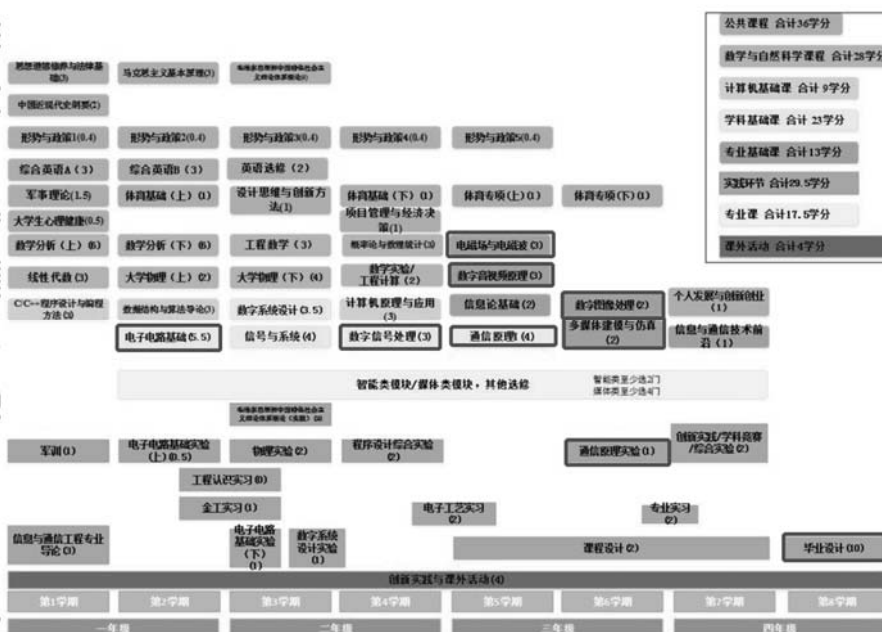 公共课程 合计36学分
数学与自然科学课程 合计28学分
计算机基础课 合计 9学分
学科基础课 合计 23学分
专业基础课 合计13学分
实践环节 合计29.5学分
专业课 合计17.5学分
课外活动 合计4学分
思想道德修养与法律基
础(3)
马克思主义基本原理(3)
中国近现代史纲要(2)
形势与政策1(0.4)
形势与政策2(0.4)
形势与政策3(0.4)
形势与政策4(0.4)
形势与政策5(0.4)
综合英语A（3）
综合英语B（3）
英语选修（2）
军事理论(1.5)
体育基础（上）(1)
设计思维与创新方
法(1)
体育基础（下）(1)
体育专项(上)(1)
体育专项(下)(1)
大学生心理健康(0.5)
项目管理与经济决
策(1)
数学分析（上）(6)
数学分析（下）(6)
工程数学（3）
概率论与数理统计(3)
电磁场与电磁波(3)
线性代数(3)
大学物理（上）(2)
大学物理（下）(4)
数学实验/
工程计算（2）
数字音视频原理(3)
C/C++程序设计与编程
方法(3)
数据结构与算法导论(3)
数字系统设计(3.5)
计算机原理与应用
(3)
信息论基础(2)
数字图像处理(2)
个人发展与创新创业
(1)
电子电路基础(5.5)
信号与系统(4)
数字信号处理(3)
通信原理1(4)
多媒体建模与仿真
(2)
信息与通信技术前
沿（1）
智能类模块/媒体类模块，其他选修
智能类至少选2门
媒体类至少选4门
军训(1)
电子电路基础实验
(上)(0.5)
物理实验(2)
程序设计综合实验
(2)
通信原理实验(1)
创新实践/学科竞赛
/综合实验(2)
工程认识实习(0)
金工实习(1)
电子工艺实习
(2)
专业实习
(2)
信息与通信工程专业
导论(3)
电子电路
基础实验
（下）
(1)
数字系统
设计实验
(1)
课程设计(2)
毕业设计(10)
创新实践与课外活动(4)
第1学期
第2学期
第3学期
第4学期
第5学期
第6学期
第7学期
第8学期
一年级
二年级
三年级
四年级